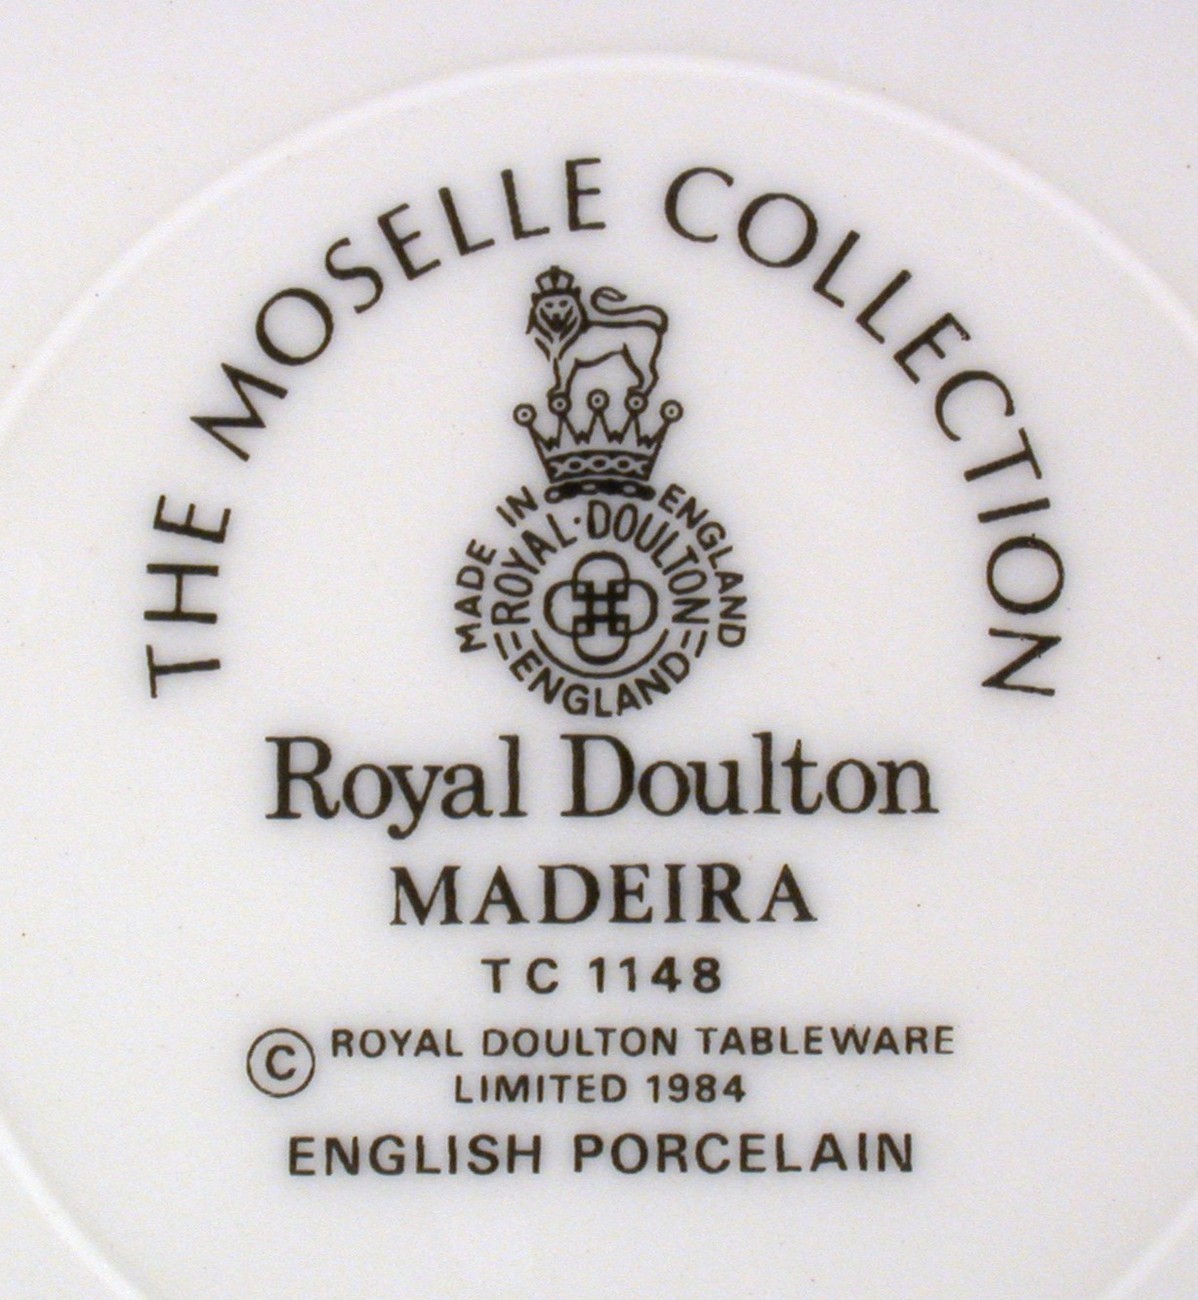 THE MOSELLE COLLECTION
MADE IN ENGLAND
ROYAL·DOULTON
ENGLAND
Royal Doulton
MADEIRA
TC 1148
© ROYAL DOULTON TABLEWARE
LIMITED 1984
ENGLISH PORCELAIN